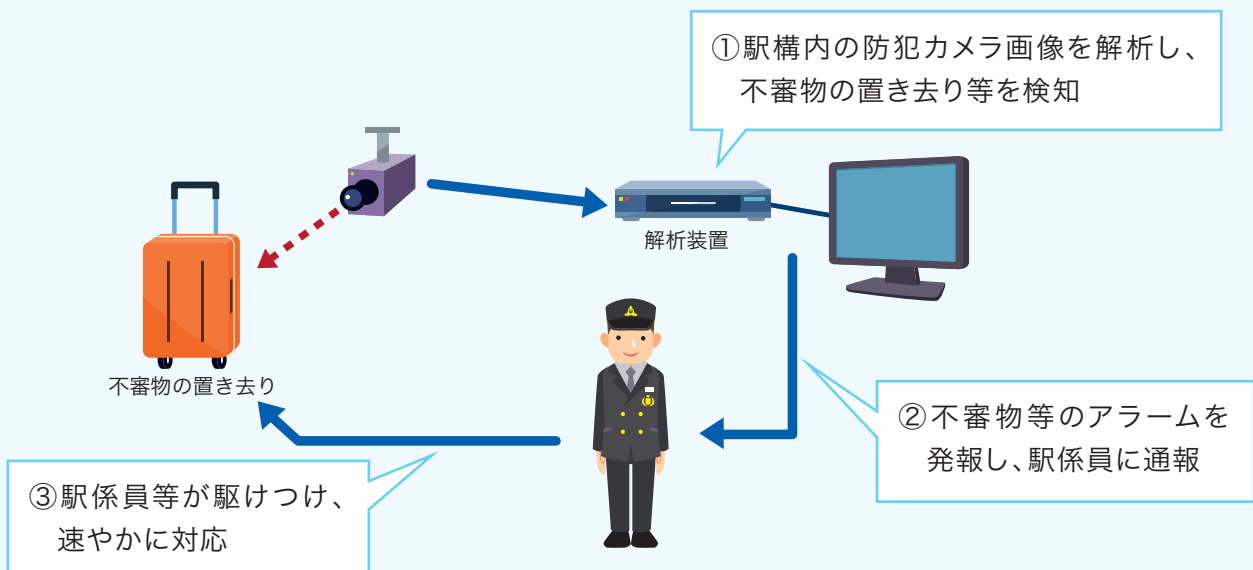 ①駅構内の防犯カメラ画像を解析し、
不審物の置き去り等を検知
解析装置
不審物の置き去り
②不審物等のアラームを
発報し、駅係員に通報
③駅係員等が駆けつけ、
速やかに対応